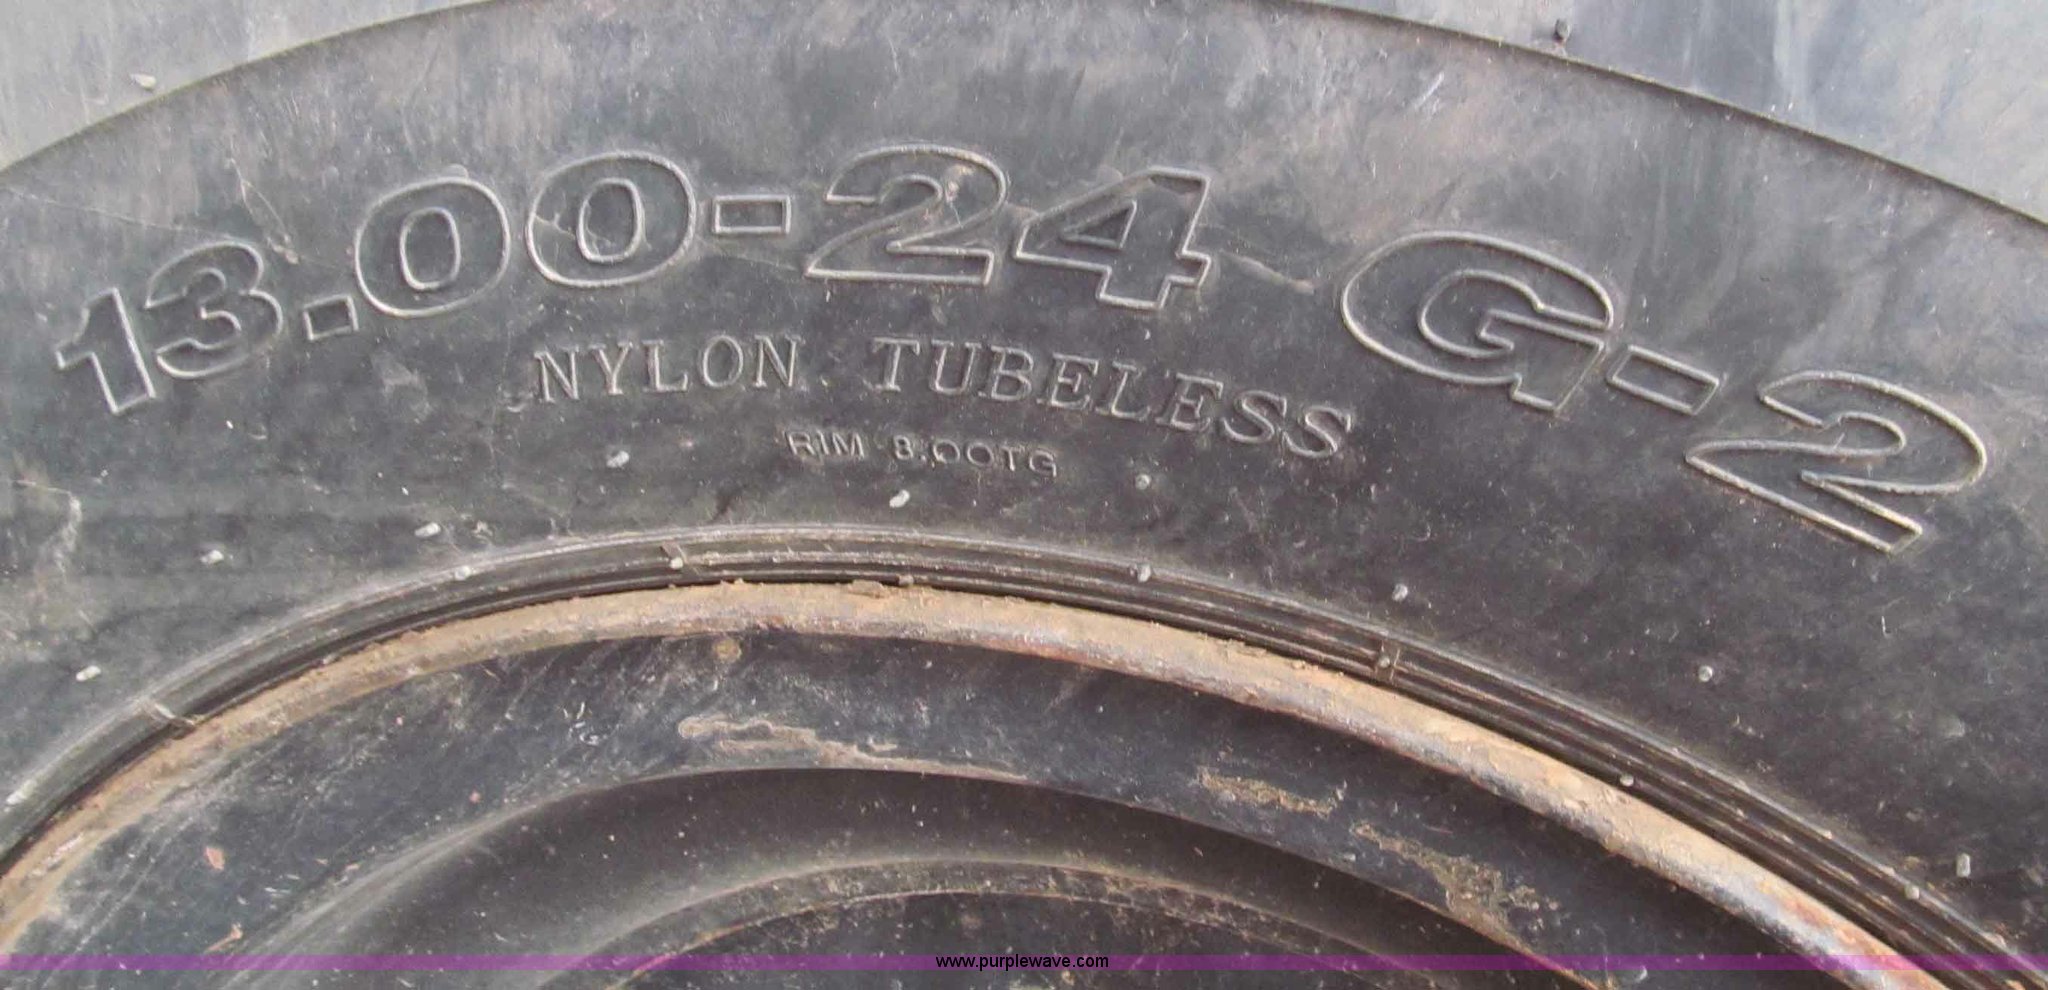 13.00-24 G-2
NYLON TUBELESS
RIM 8.00TG
www.purplewave.com